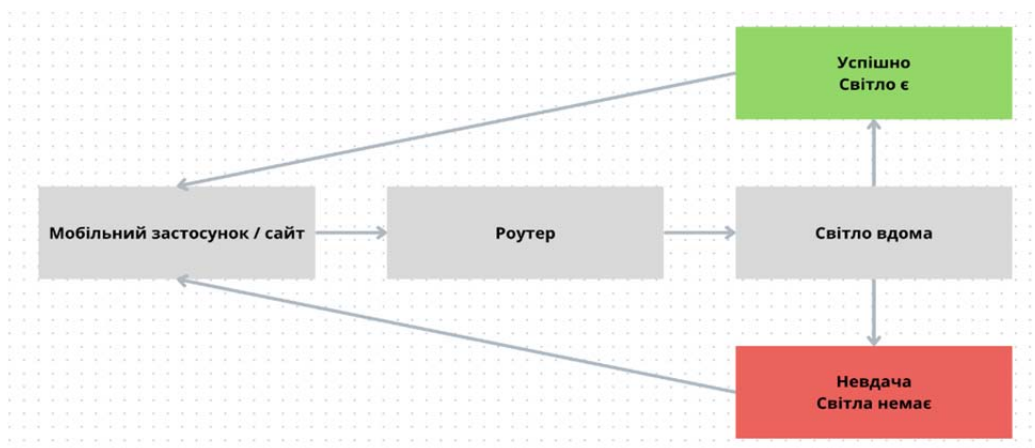 Успішно
Світло є
Мобільний застосунок / сайт
Роутер
Світло вдома
Невдача
Світла немає